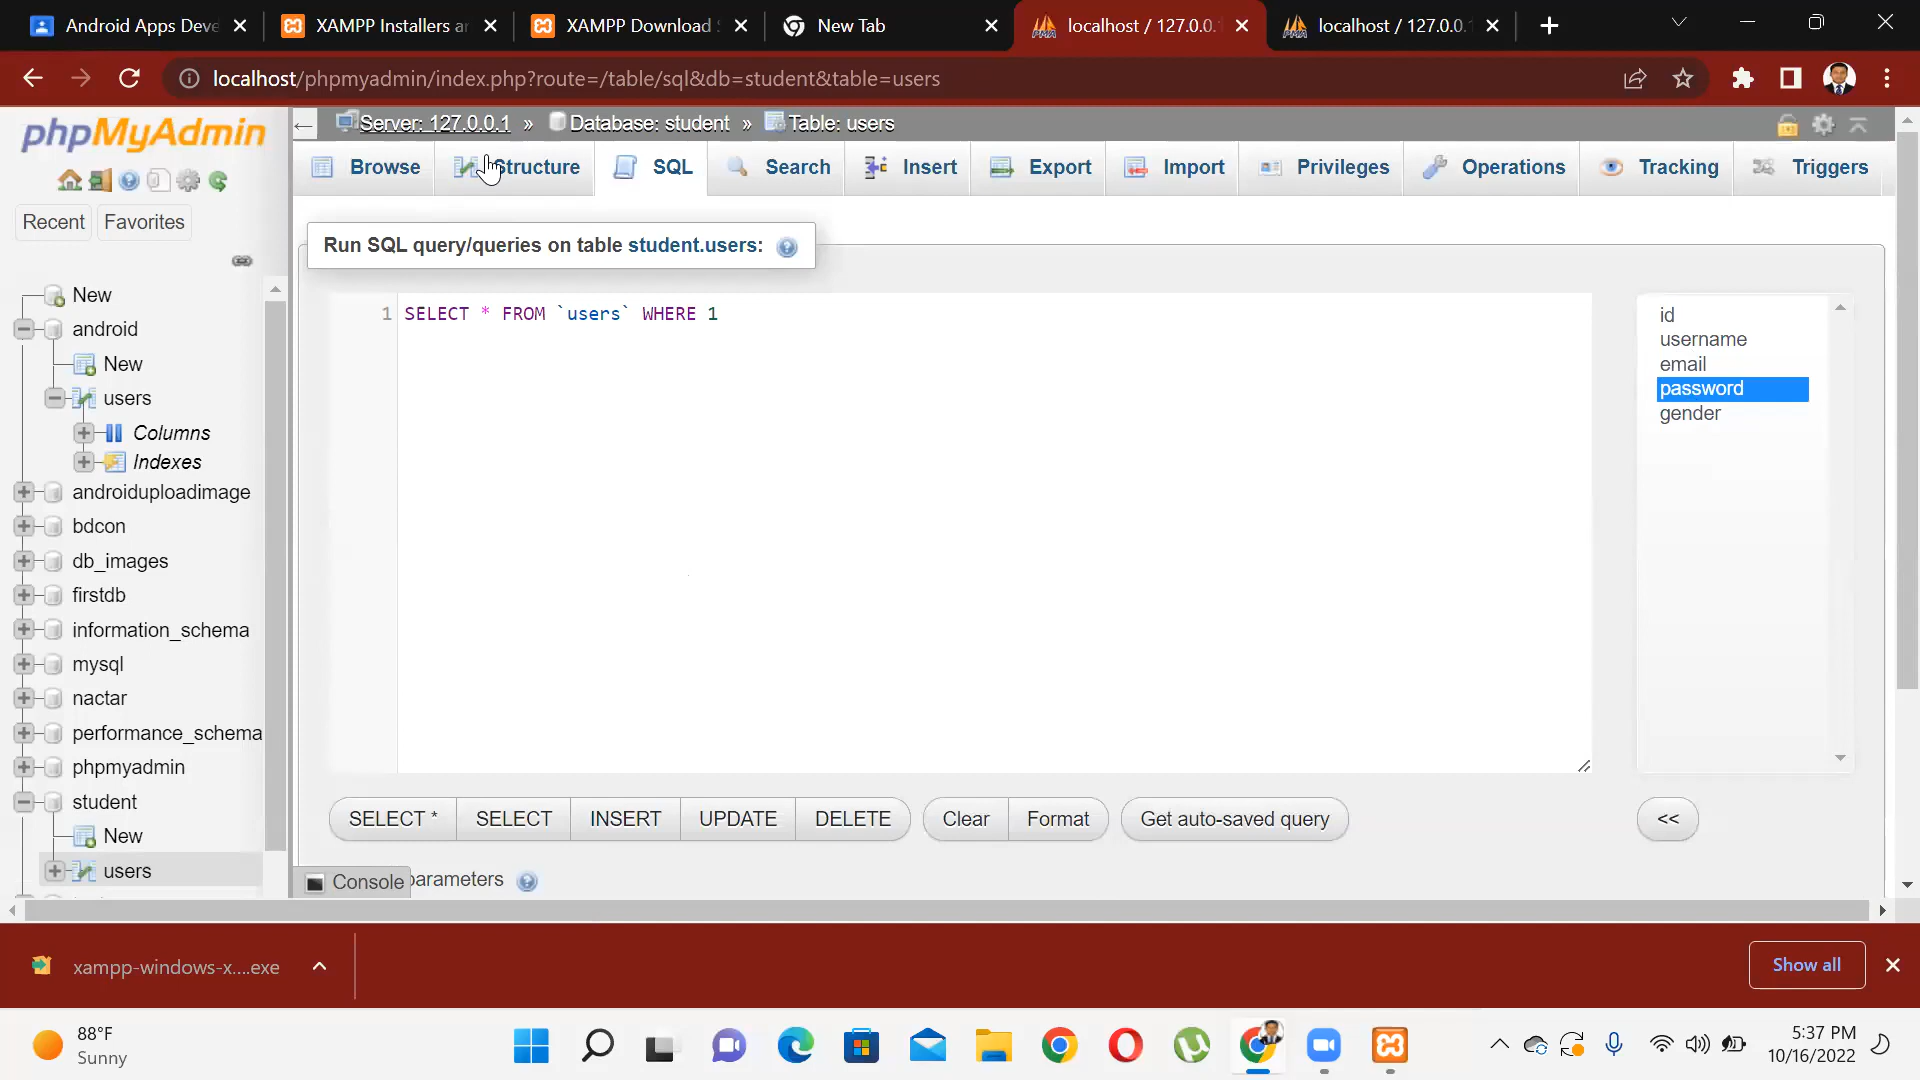 Android Apps Deve
XAMPP Installers ar
XAMPP Download
New Tab
localhost / 127.0.0.
localhost / 127.0.0.
localhost/phpmyadmin/index.php?route=/table/sql&db=student&table=users
phpMyAdmin
Recent
Favorites
Server: 127.0.0.1 » Database: student » Table: users
Browse
Structure
SQL
Search
Insert
Export
Import
Privileges
Operations
Tracking
Triggers
Run SQL query/queries on table student.users:
1 SELECT * FROM `users` WHERE 1
id
username
email
password
gender
New
android
New
users
Columns
Indexes
androiduploadimage
bdcon
db_images
firstdb
information_schema
mysql
nactar
performance_schema
phpmyadmin
student
New
users
SELECT *
SELECT
INSERT
UPDATE
DELETE
Clear
Format
Get auto-saved query
<<
Console
parameters
xampp-windows-x....exe
Show all
88°F
Sunny
5:37 PM
10/16/2022